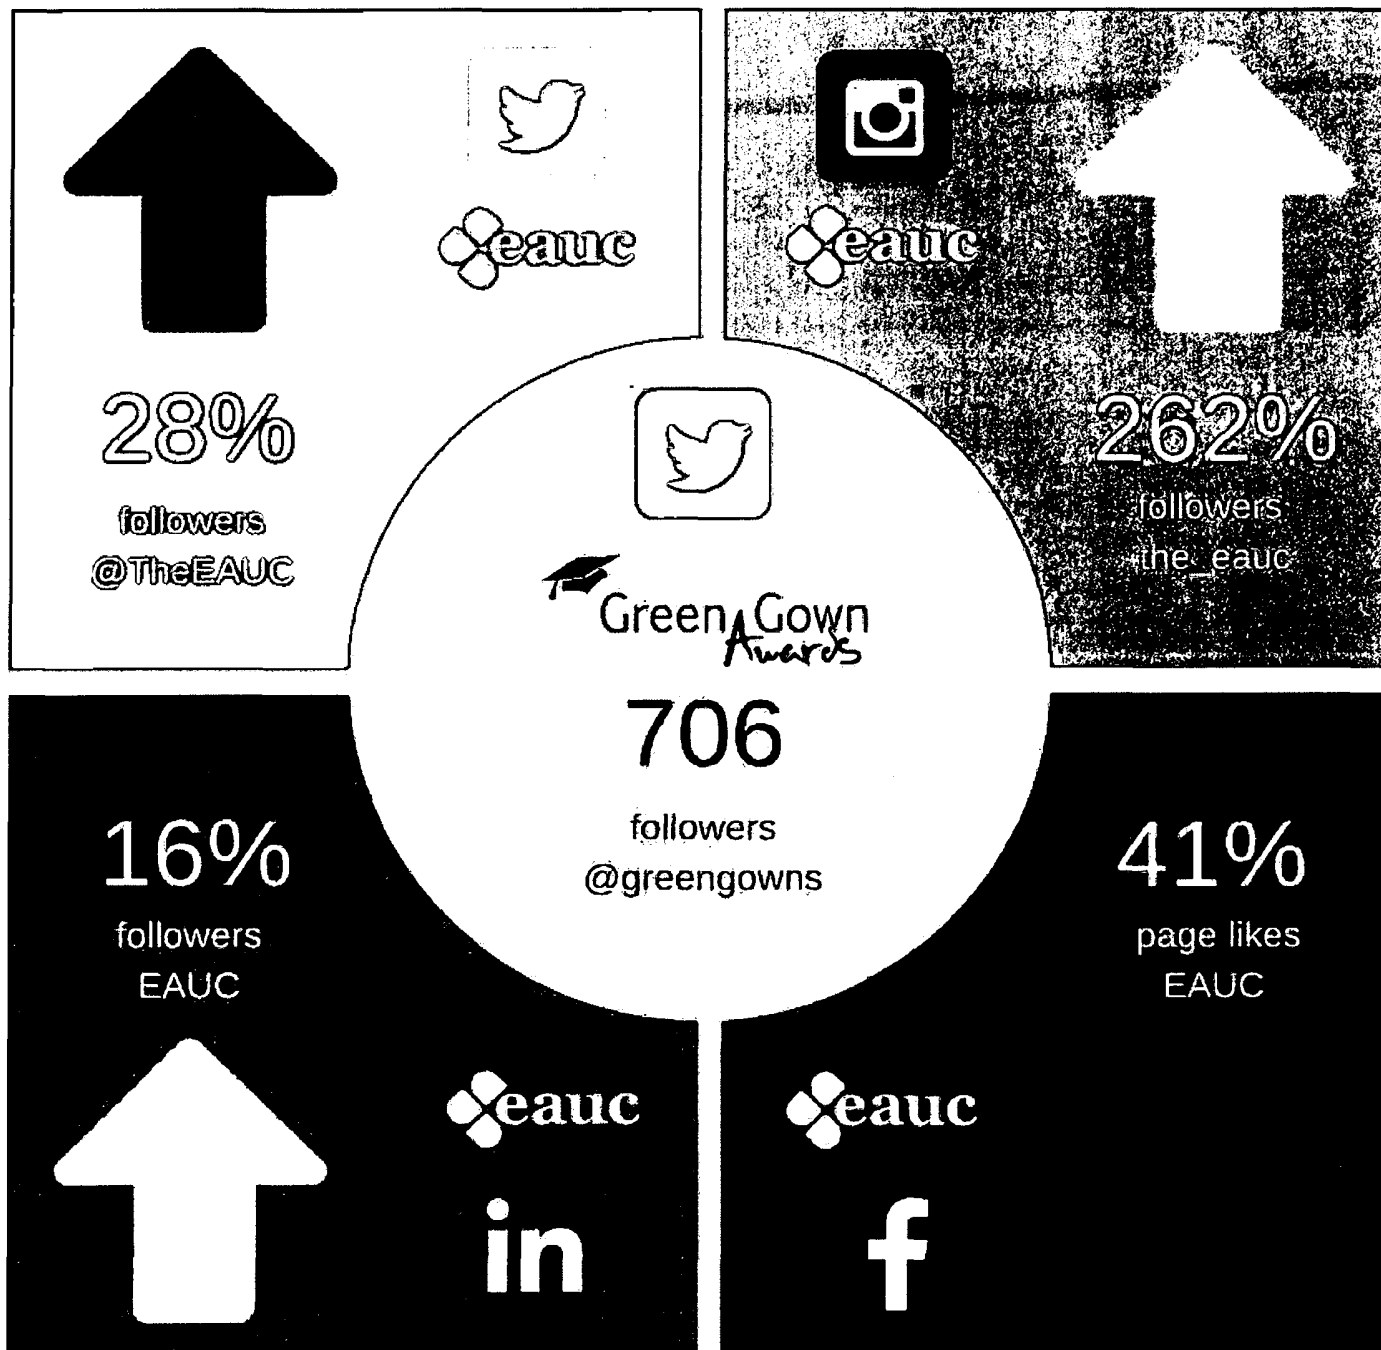 eauc
28%
followers
@TheEAUC
eauc
262%
followers
the_eauc
Green Gown
Awards
706
followers
@greengowns
16%
followers
EAUC
eauc
in
41%
page likes
EAUC
eauc
f